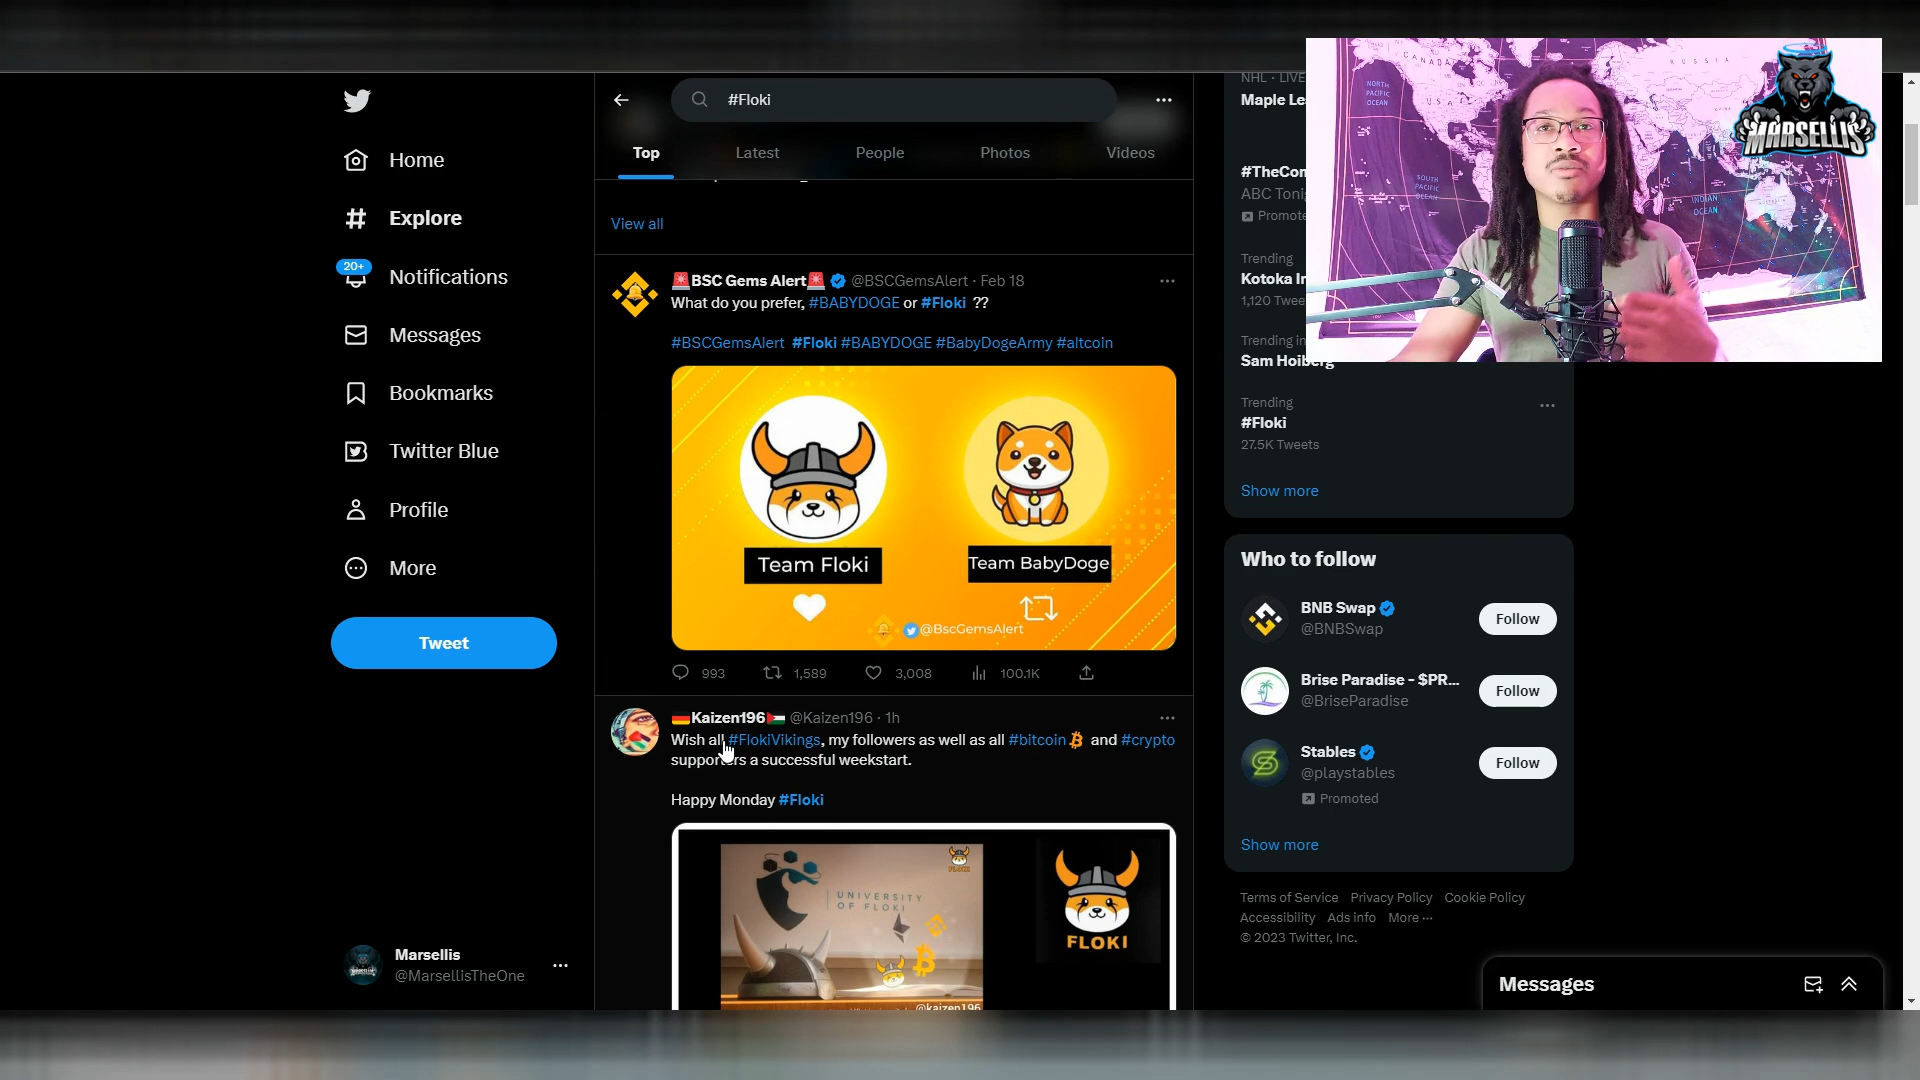 #Floki
Top
Latest
People
Photos
Videos
View all
Home
Explore
20+
Notifications
Messages
Bookmarks
Twitter Blue
Profile
More
Tweet
Marsellis
@MarsellisTheOne
BSC Gems Alert @BSCGemsAlert · Feb 18
What do you prefer, #BABYDOGE or #Floki ??
#BSCGemsAlert #Floki #BABYDOGE #BabyDogeArmy #altcoin
Team Floki
Team BabyDoge
@BscGemsAlert
993
1,589
3,008
100.1K
Kaizen196 @Kaizen196 · 1h
Wish all #FlokiVikings, my followers as well as all #bitcoin and #crypto
supporters a successful weekstart.
Happy Monday #Floki
UNIVERSITY
OF FLOKI
FLOKI
FLOKI
@kaizen196
NHL · LIVE
Maple Le
#TheCon
ABC Toni
Promote
Trending
Kotoka In
1,120 Twee
Trending in
Sam Hoiberg
Trending
#Floki
27.5K Tweets
Show more
Who to follow
BNB Swap
@BNBSwap
Follow
Brise Paradise - $PR...
@BriseParadise
Follow
Stables
@playstables
Promoted
Follow
Show more
Terms of Service Privacy Policy Cookie Policy
Accessibility Ads info More ···
© 2023 Twitter, Inc.
Messages
MARSELLIS
CANADA
RUSSIA
NORTH
PACIFIC
OCEAN
USA
SOUTH
PACIFIC
OCEAN
INDIAN
OCEAN